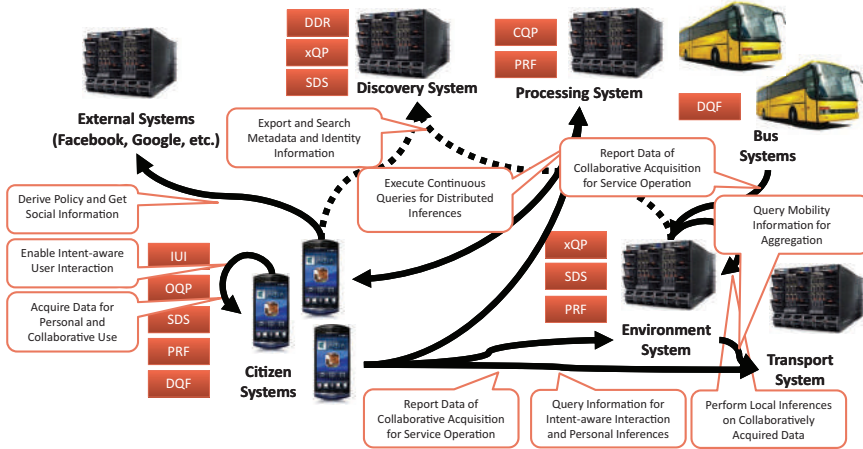 DDR
xQP
SDS
Discovery System
CQP
PRF
Processing System
DQF
Bus
Systems
External Systems
(Facebook, Google, etc.)
Export and Search
Metadata and Identity
Information
Execute Continuous
Queries for Distributed
Inferences
Report Data of
Collaborative Acquisition
for Service Operation
Derive Policy and Get
Social Information
Query Mobility
Information for
Aggregation
Enable Intent-aware
User Interaction
Acquire Data for
Personal and
Collaborative Use
IUI
OQP
SDS
PRF
DQF
Citizen
Systems
xQP
SDS
PRF
Environment
System
Transport
System
Report Data of
Collaborative Acquisition
for Service Operation
Query Information for
Intent-aware Interaction
and Personal Inferences
Perform Local Inferences
on Collaboratively
Acquired Data